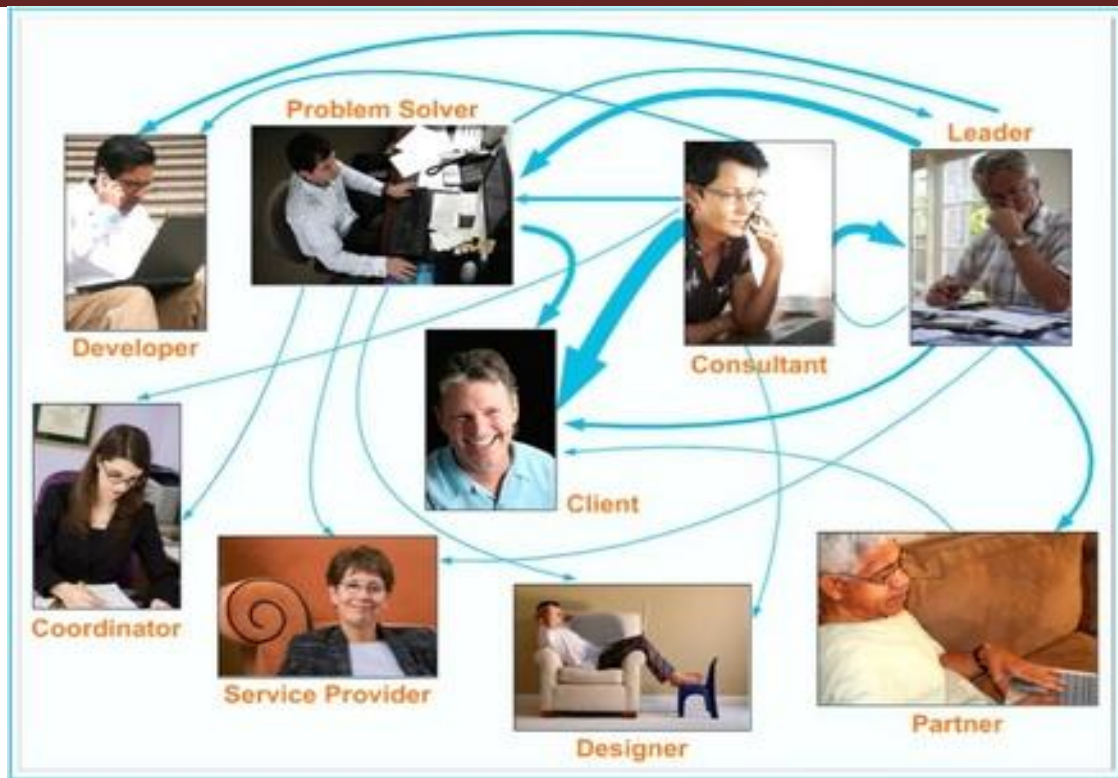 Problem Solver
Leader
Developer
Consultant
Client
Coordinator
Service Provider
Partner
Designer